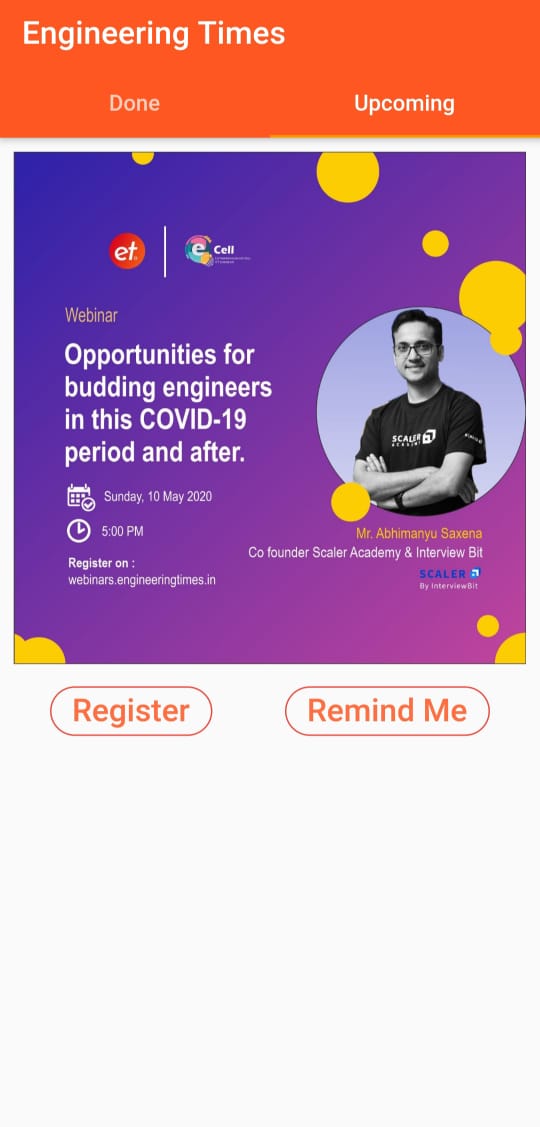 Engineering Times
Done
Upcoming
et
e Cell
Webinar
Opportunities for
budding engineers
in this COVID-19
period and after.
Sunday, 10 May 2020
5:00 PM
Register on :
webinars.engineeringtimes.in
SCALER
ACADEMY
Mr. Abhimanyu Saxena
Co founder Scaler Academy & Interview Bit
SCALER
By InterviewBit
Register
Remind Me